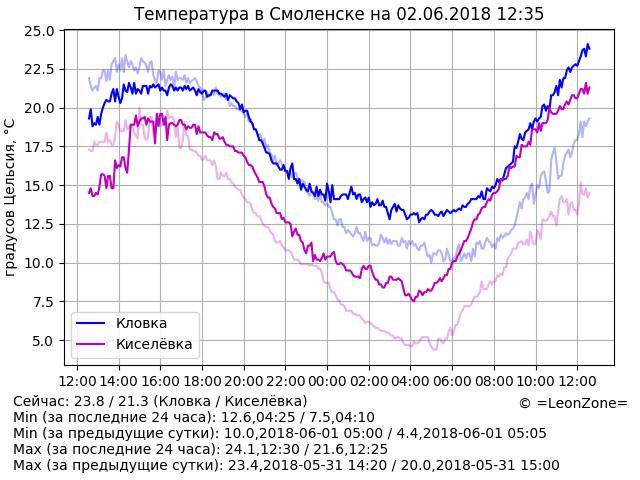 Температура в Смоленске на 02.06.2018 12:35
градусов Цельсия, °C
25.0
22.5
20.0
17.5
15.0
12.5
10.0
7.5
5.0
Кловка
Киселёвка
12:00 14:00 16:00 18:00 20:00 22:00 00:00 02:00 04:00 06:00 08:00 10:00 12:00
© =LeonZone=
Сейчас: 23.8 / 21.3 (Кловка / Киселёвка)
Min (за последние 24 часа): 12.6,04:25 / 7.5,04:10
Min (за предыдущие сутки): 10.0,2018-06-01 05:00 / 4.4,2018-06-01 05:05
Max (за последние 24 часа): 24.1,12:30 / 21.6,12:25
Max (за предыдущие сутки): 23.4,2018-05-31 14:20 / 20.0,2018-05-31 15:00